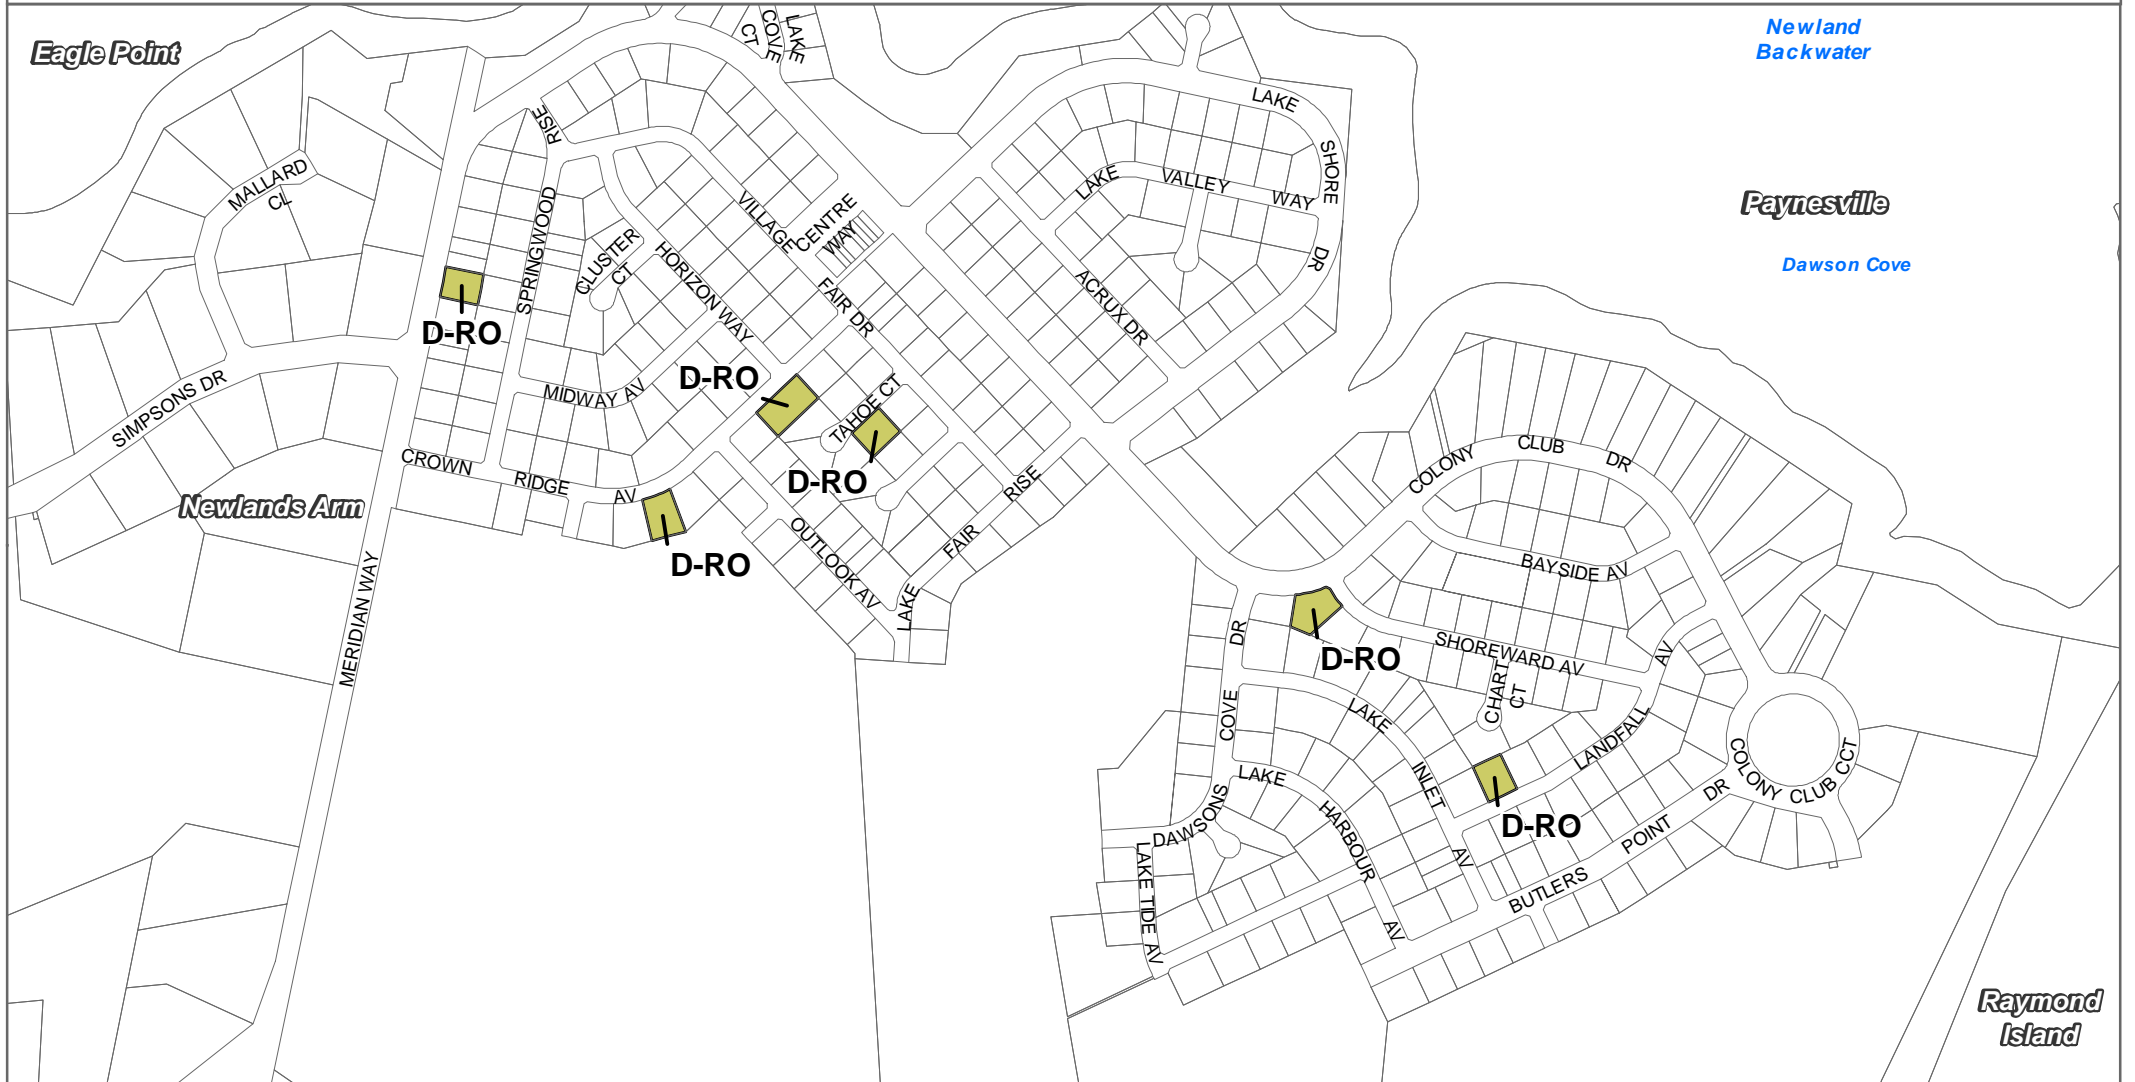 Eagle Point
Newland
Backwater
LAKE
COVE
CT
LAKE
SHORE
DR
RISE
MALLARD
CL
SPRINGWOOD
VILLAGE
FAIR DR
CENTRE
WAY
LAKE
VALLEY
WAY
Paynesville
Dawson Cove
CLUSTER
CT
HORIZON WAY
ACRUX DR
D-RO
SIMPSONS DR
MIDWAY AV
D-RO
TAHOE CT
D-RO
CROWN
RIDGE
AV
Newlands Arm
D-RO
LAKE
FAIR
RISE
OUTLOOK AV
MERIDIAN WAY
COLONY
CLUB
DR
BAYSIDE AV
SHOREWARD AV
D-RO
CHART
CT
LANDFALL
AV
DAWSONS
COVE
DR
LAKE
INLET
AV
LAKE
HARBOUR
AV
D-RO
LAKE TIDE AV
BUTLERS
POINT
DR
COLONY
CLUB
CCT
Raymond
Island